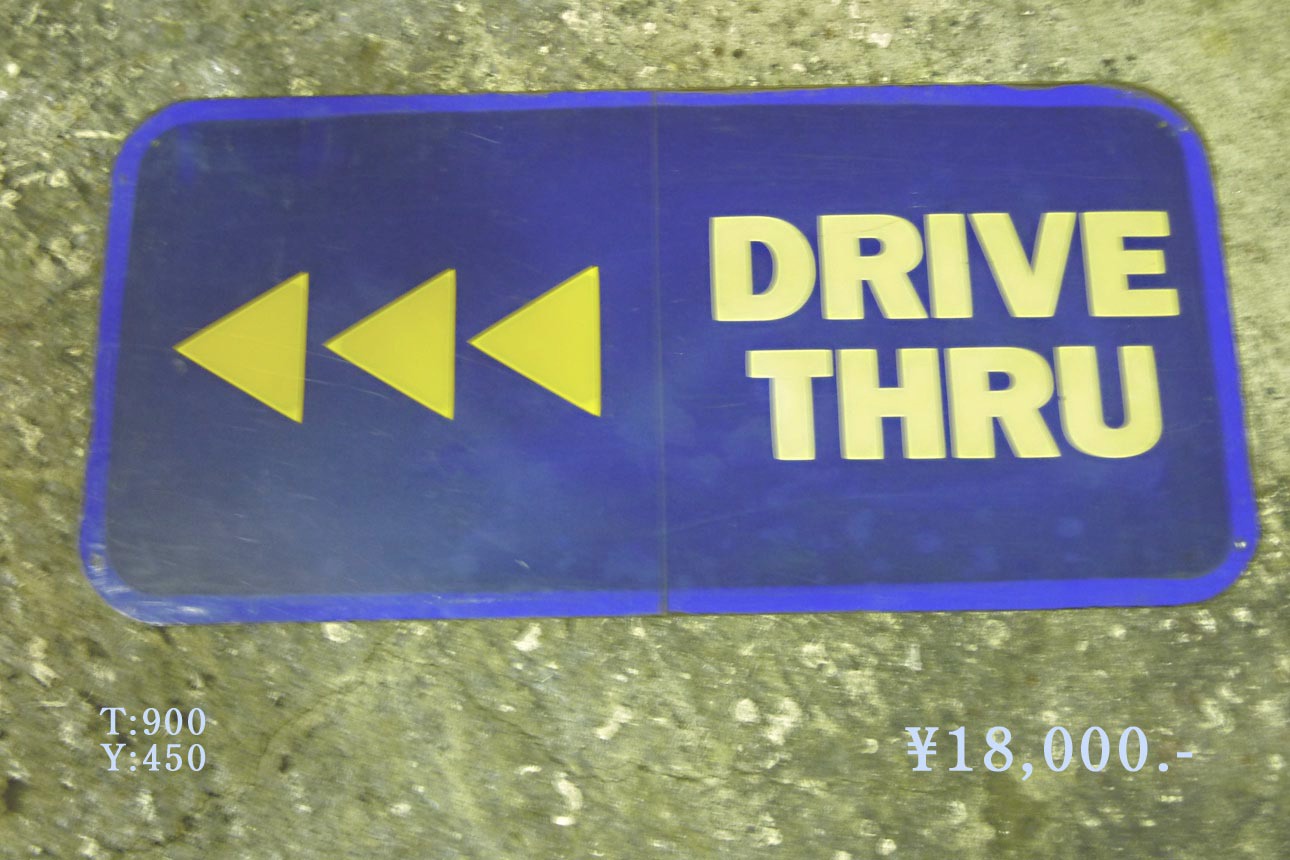 DRIVE
THRU
T:900
Y:450
¥18,000.-